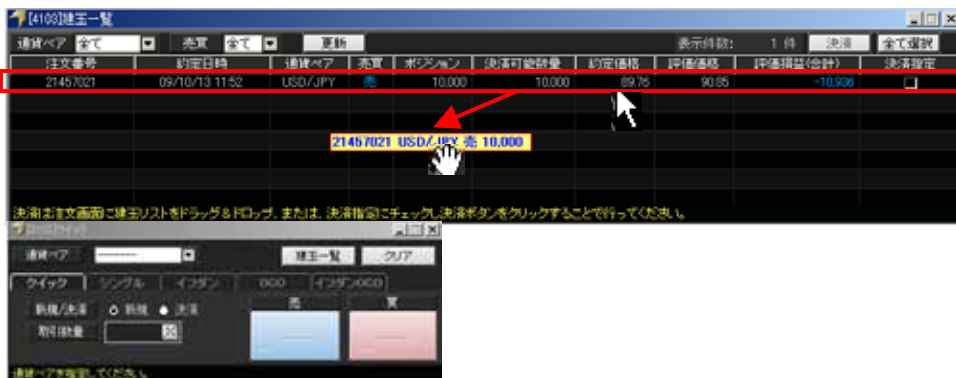 [4103]建玉一覧
通貨ペア 全て 売買 全て 更新 表示件数: 1 件 決済 全て選択
注文番号 約定日時 通貨ペア 売買 ポジション 決済可能数量 約定価格 評価価格 評価損益(合計) 決済指定
21457021 09/10/13 11:52 USD/JPY 売 10,000 10,000 89.76 90.85 -10,936
21457021 USD/JPY 売 10,000
決済は注文画面に建玉リストをドラッグ&ドロップ、または、決済指定にチェックし決済ボタンをクリックすることで行ってください。
通貨ペア -------- 建玉一覧 クリア
クイック シングル イフダン OCO イフダンOCO
新規/決済 新規 決済 売 買
取引数量
通貨ペアを指定してください。